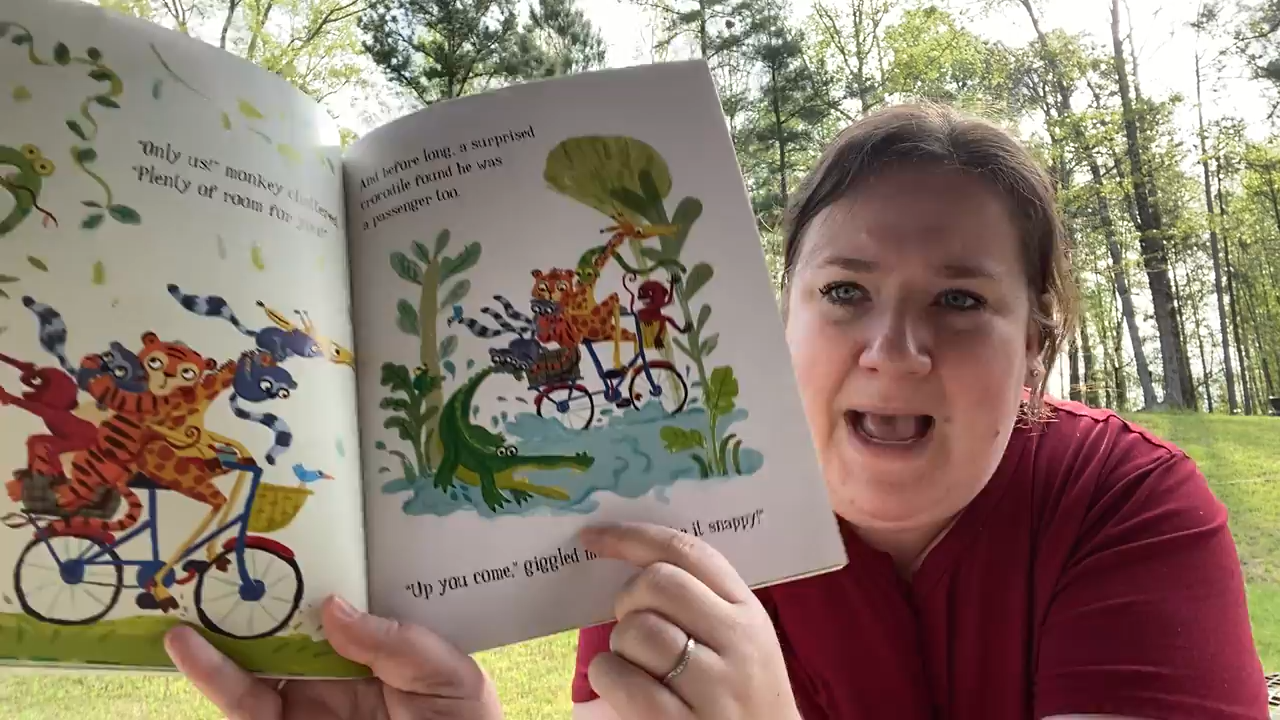 "Only us!" monkey chattered.
"Plenty of room for you!"
And before long, a surprised
crocodile found he was
a passenger too.
"Up you come," giggled it snappy!"